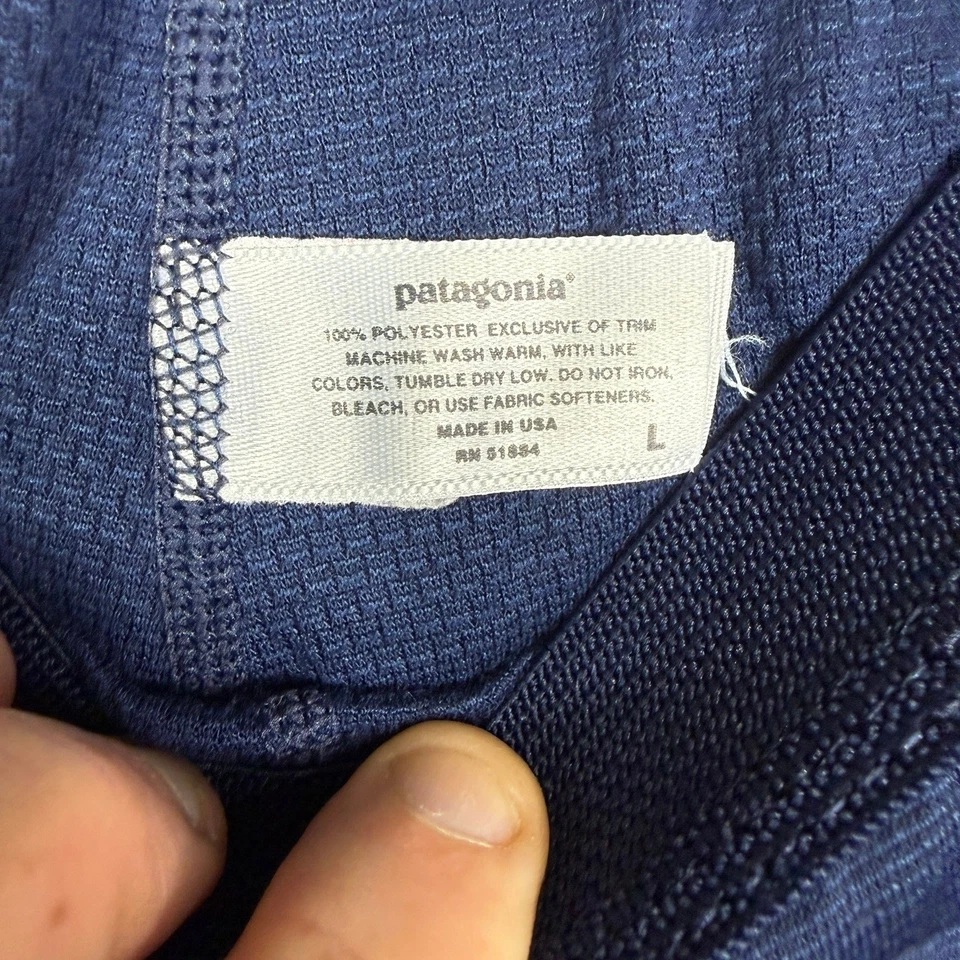 patagonia®
100% POLYESTER EXCLUSIVE OF TRIM
MACHINE WASH WARM, WITH LIKE
COLORS, TUMBLE DRY LOW. DO NOT IRON,
BLEACH, OR USE FABRIC SOFTENERS.
MADE IN USA
RN 51884
L